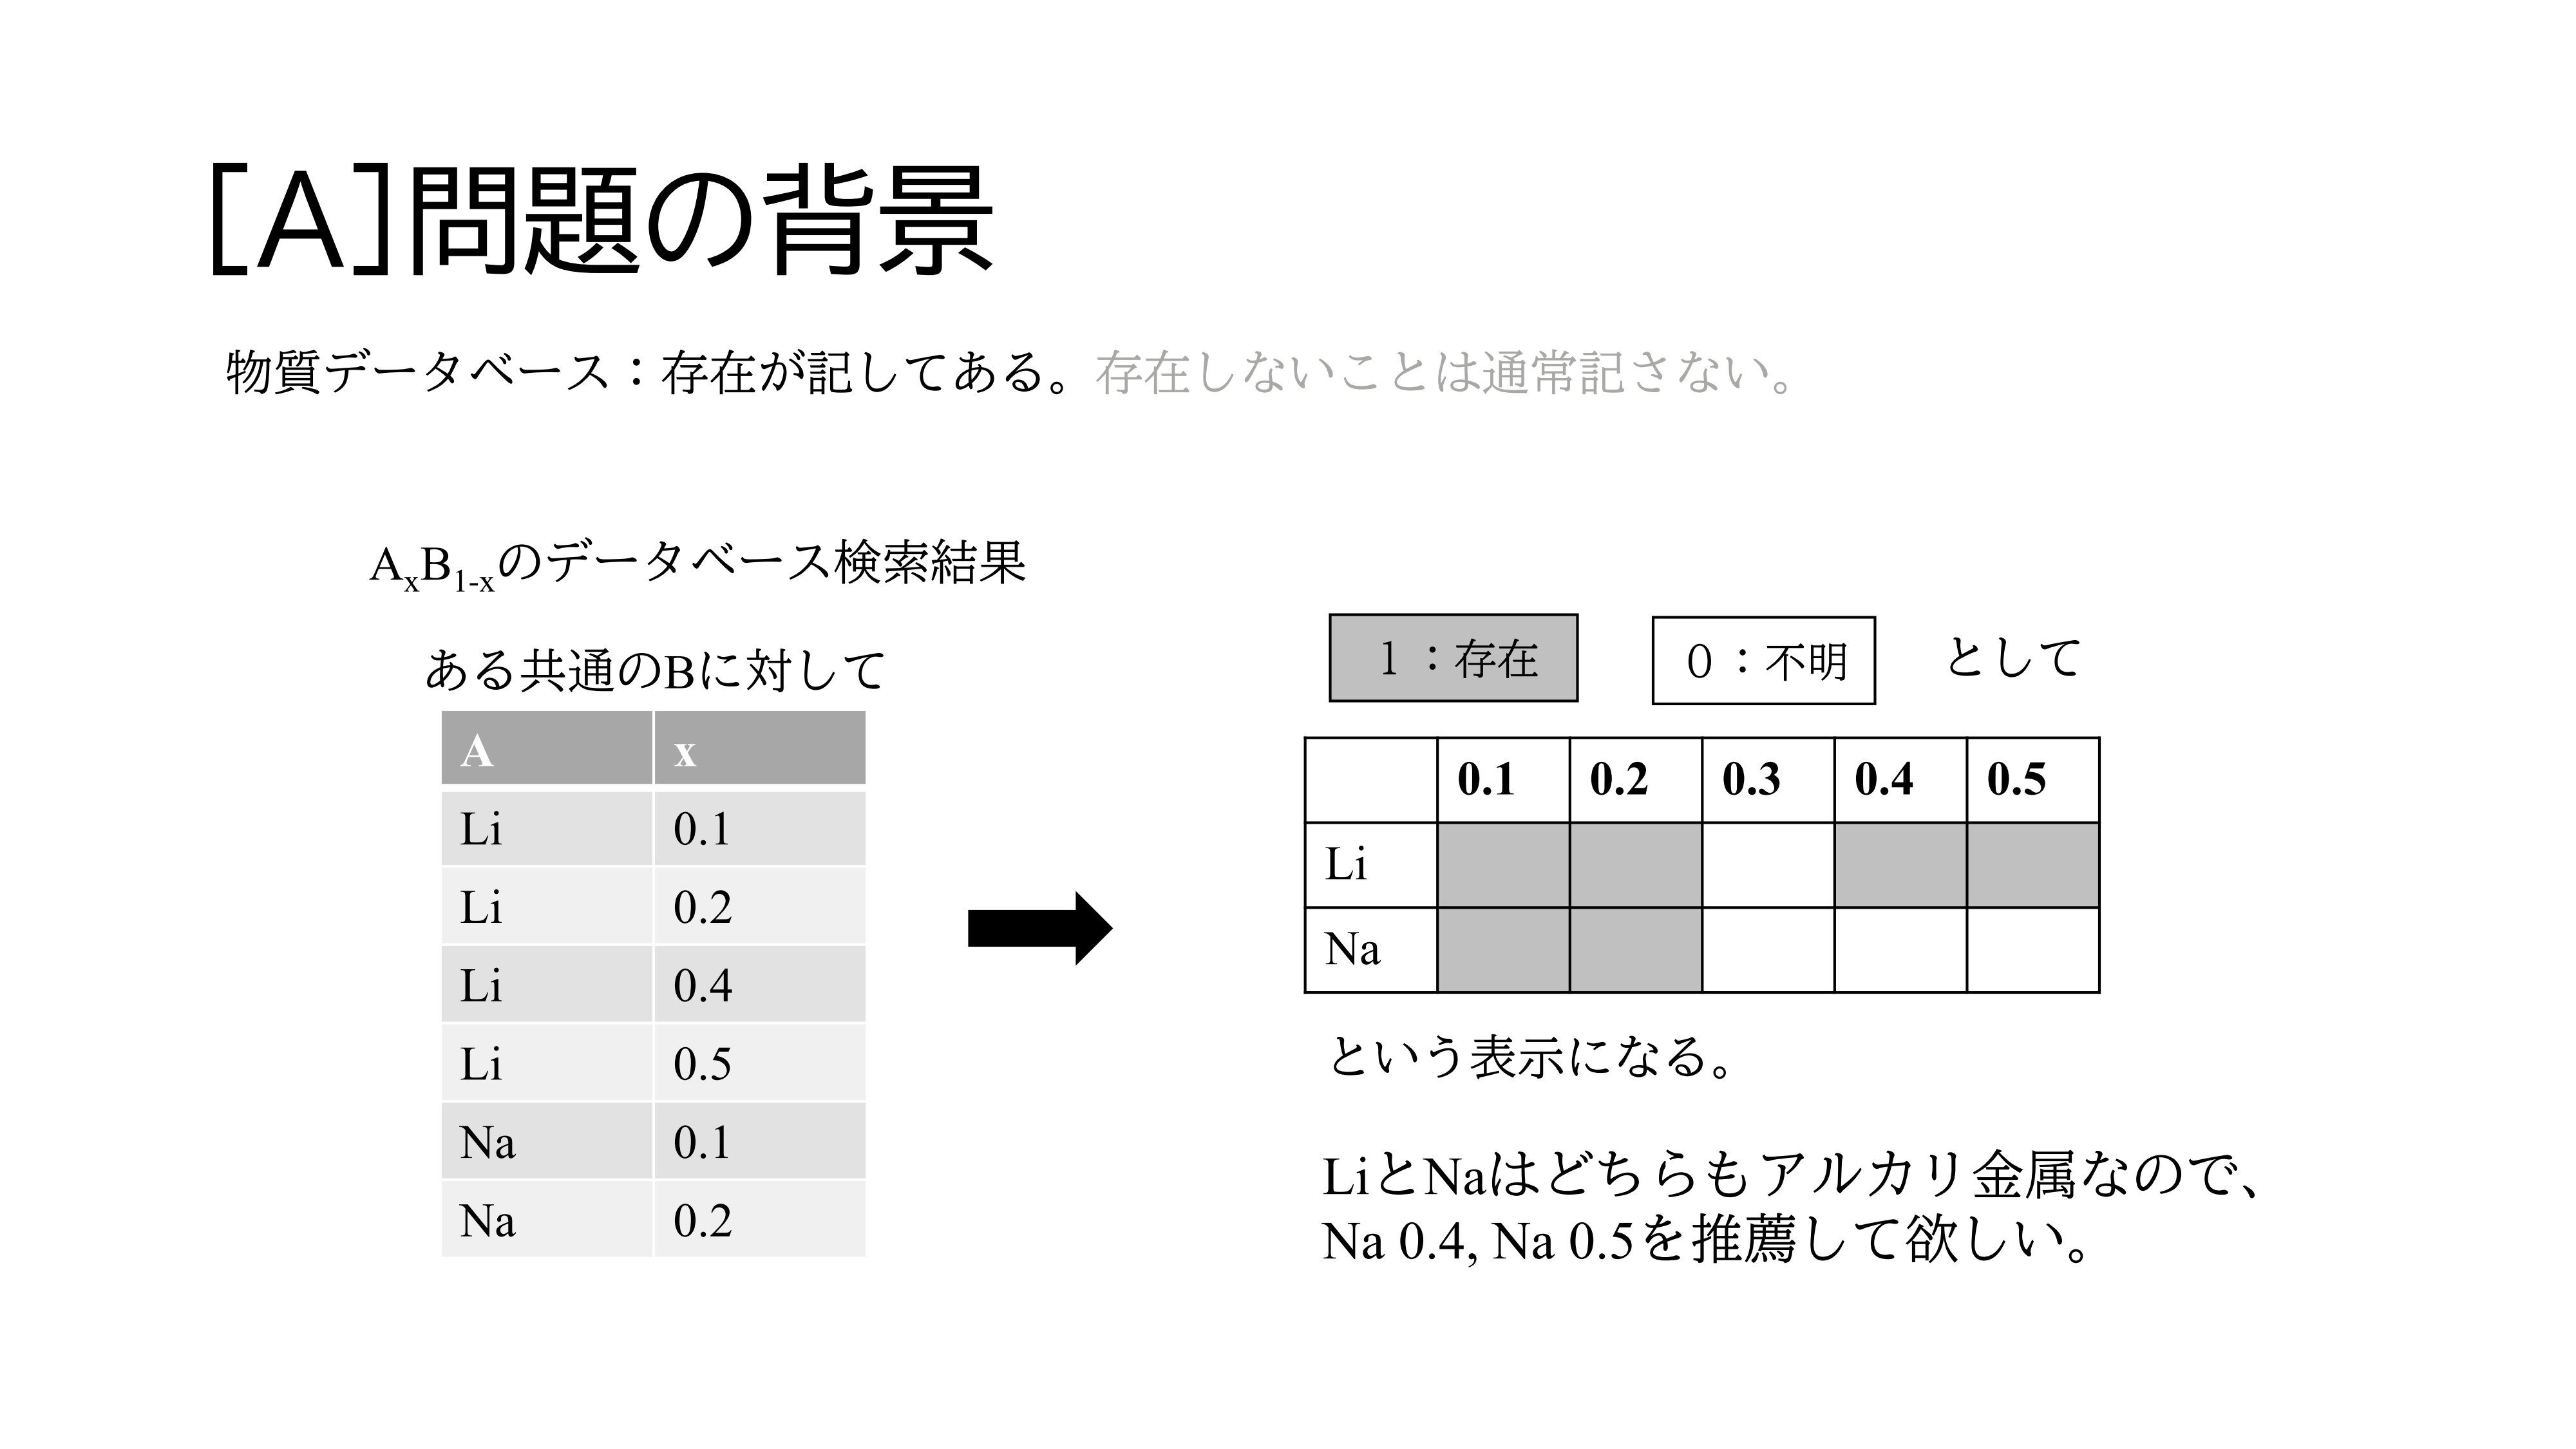 [A]問題の背景
物質データベース：存在が記してある。存在しないことは通常記さない。
AxB1-xのデータベース検索結果
ある共通のBに対して
A x
Li 0.1
Li 0.2
Li 0.4
Li 0.5
Na 0.1
Na 0.2
1：存在 0：不明 として
0.1 0.2 0.3 0.4 0.5
Li
Na
という表示になる。
LiとNaはどちらもアルカリ金属なので、
Na 0.4, Na 0.5を推薦して欲しい。